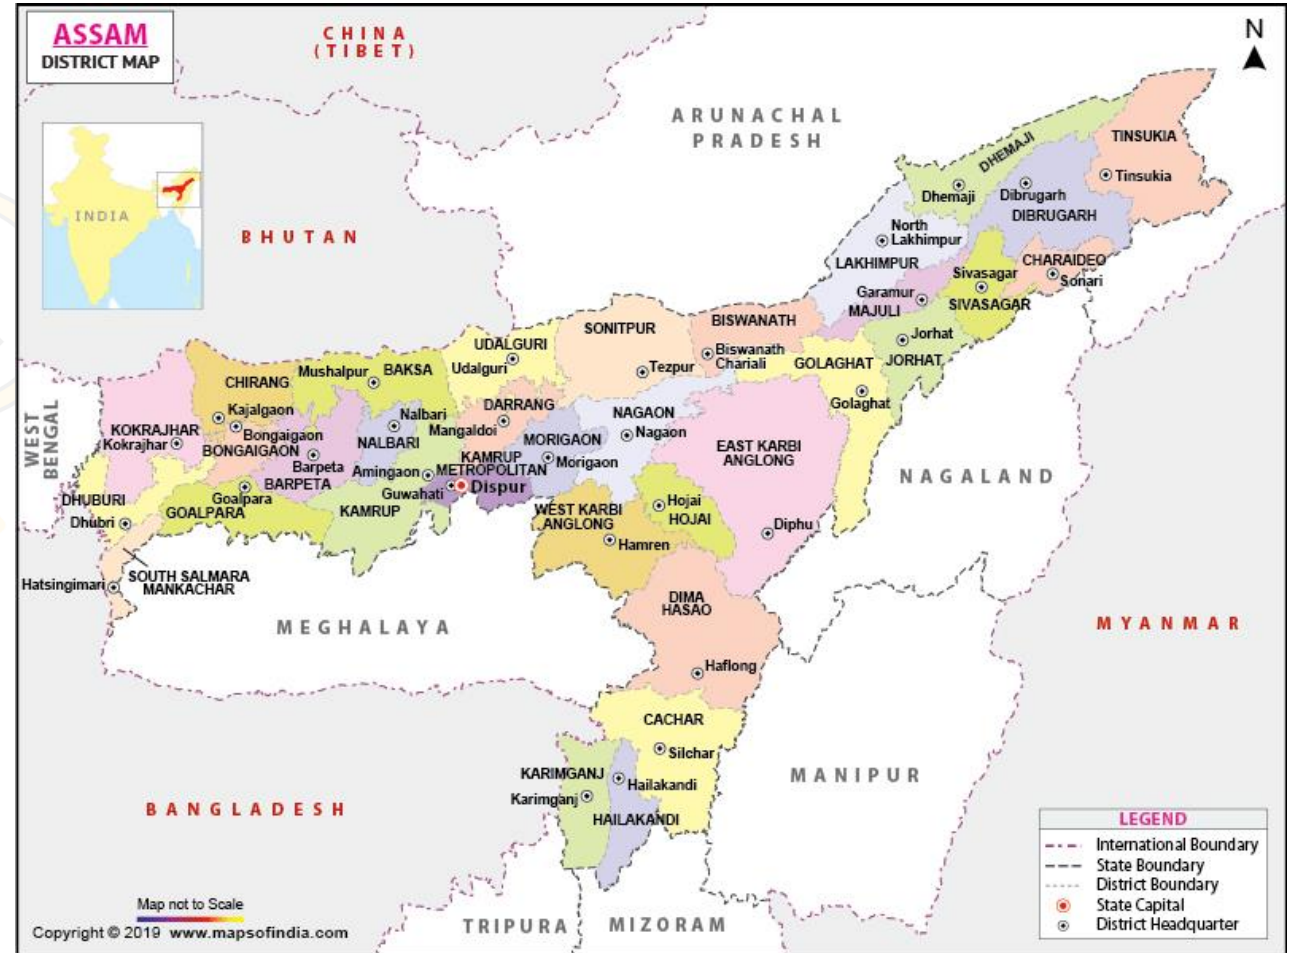 ASSAM
DISTRICT MAP
CHINA
(TIBET)
N
ARUNACHAL
PRADESH
INDIA
BHUTAN
TINSUKIA
Tinsukia
DHEMAJI
Dhemaji
Dibrugarh
DIBRUGARH
North
Lakhimpur
LAKHIMPUR
CHARAIDEO
Sonari
Sivasagar
SIVASAGAR
Garamur
MAJULI
Jorhat
JORHAT
SONITPUR
Tezpur
BISWANATH
Biswanath
Chariali
GOLAGHAT
Golaghat
UDALGURI
Udalguri
Mushalpur
BAKSA
CHIRANG
Kajalgaon
KOKRAJHAR
Kokrajhar
Bongaigaon
BONGAIGAON
Nalbari
NALBARI
DARRANG
Mangaldoi
NAGAON
Nagaon
MORIGAON
Morigaon
EAST KARBI
ANGLONG
Diphu
WEST
BENGAL
Barpeta
BARPETA
Amingaon
KAMRUP
METROPOLITAN
Guwahati
Dispur
KAMRUP
DHUBURI
Dhubri
Goalpara
GOALPARA
WEST KARBI
ANGLONG
Hamren
Hojai
HOJAI
NAGALAND
Hatsingimari
SOUTH SALMARA
MANKACHAR
MEGHALAYA
DIMA
HASAO
Haflong
MYANMAR
CACHAR
Silchar
KARIMGANJ
Karimganj
Hailakandi
HAILAKANDI
MANIPUR
BANGLADESH
TRIPURA
MIZORAM
LEGEND
International Boundary
State Boundary
District Boundary
State Capital
District Headquarter
Map not to Scale
Copyright © 2019 www.mapsofindia.com